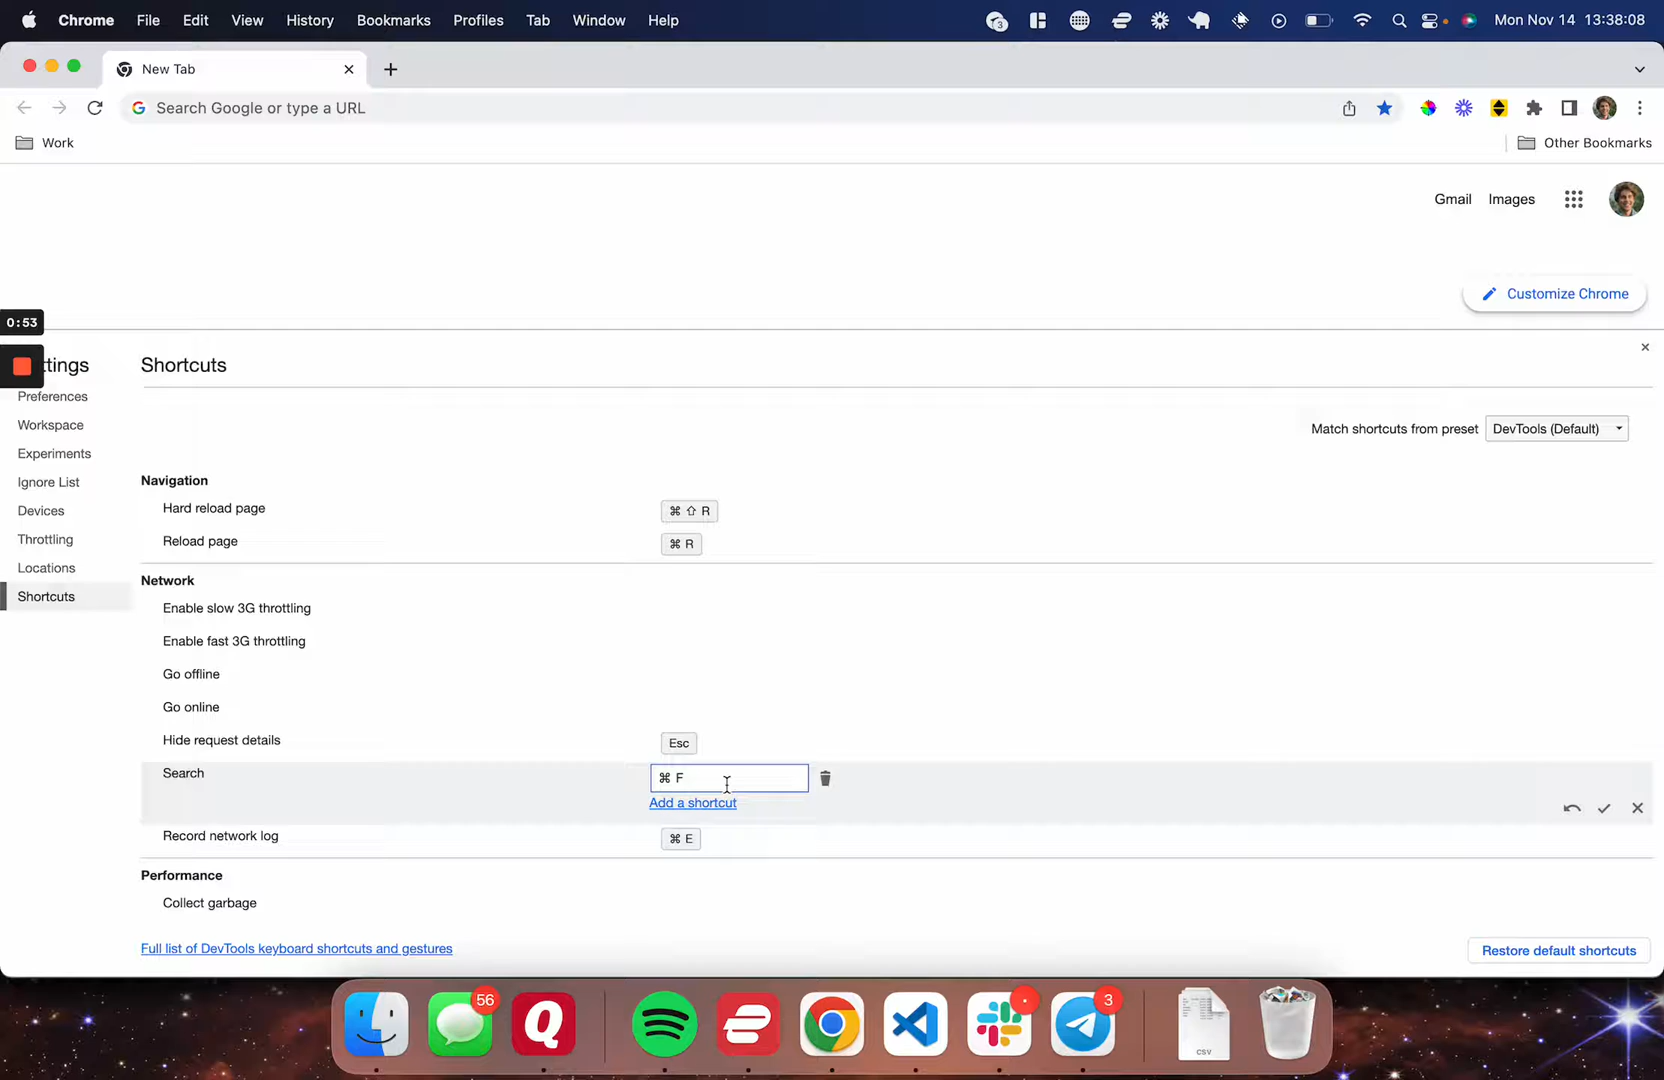 Chrome File Edit View History Bookmarks Profiles Tab Window Help 3 Mon Nov 14 13:38:08
New Tab
Search Google or type a URL
Work Other Bookmarks
Gmail Images
Customize Chrome
0:53
ttings
Preferences
Workspace
Experiments
Ignore List
Devices
Throttling
Locations
Shortcuts
Shortcuts
Match shortcuts from preset DevTools (Default)
Navigation
Hard reload page ⌘ ⇧ R
Reload page ⌘ R
Network
Enable slow 3G throttling
Enable fast 3G throttling
Go offline
Go online
Hide request details Esc
Search ⌘ F
Add a shortcut
Record network log ⌘ E
Performance
Collect garbage
Full list of DevTools keyboard shortcuts and gestures Restore default shortcuts
56 3
Q
CSV